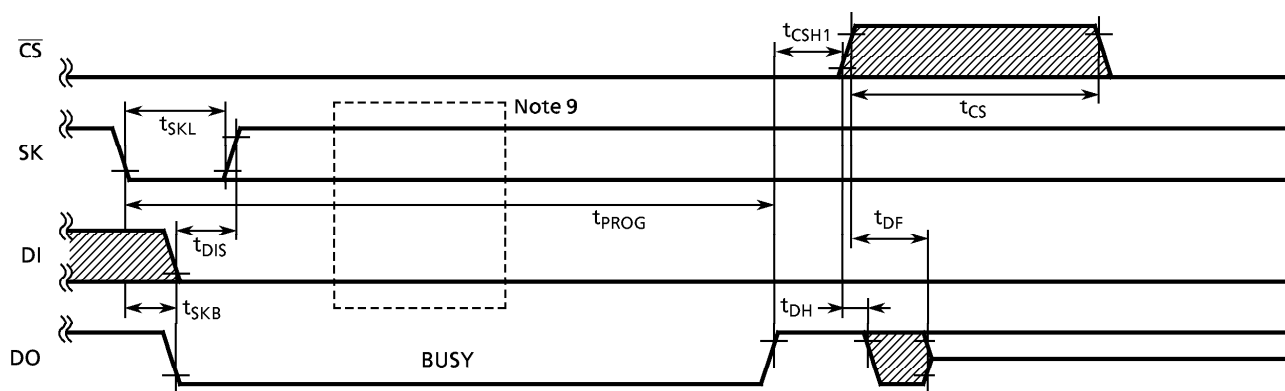 CS
tCSH1
Note 9
tCS
tSKL
SK
tPROG
tDF
tDIS
DI
tSKB
tDH
DO
BUSY